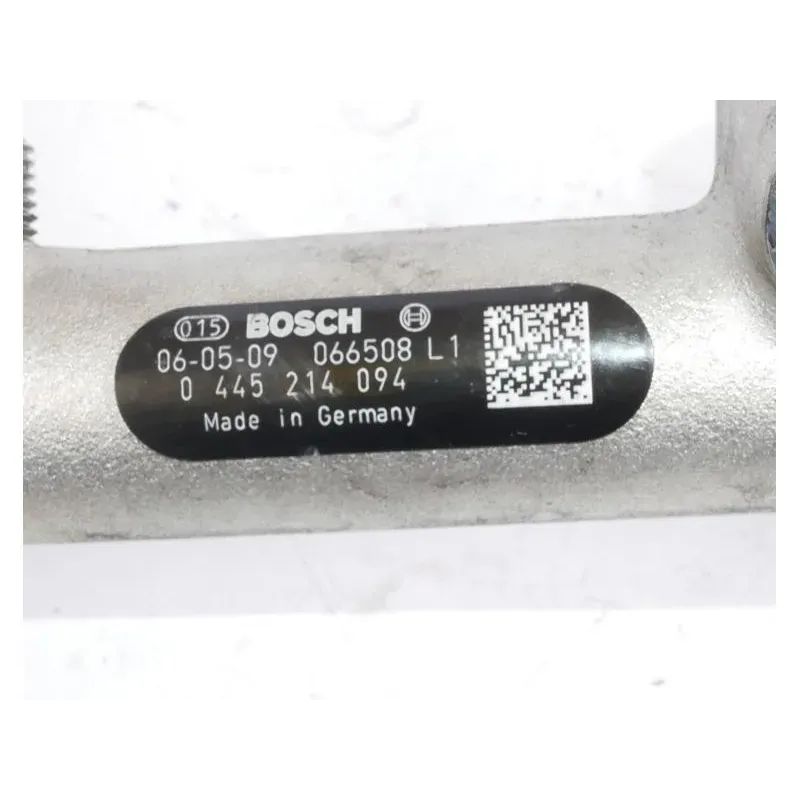 015 BOSCH
06-05-09 066508 L1
0 445 214 094
Made in Germany